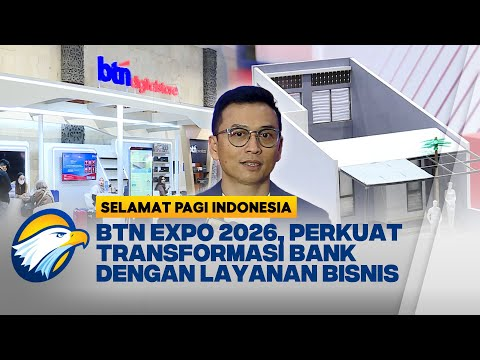 btn
SELAMAT PAGI INDONESIA
BTN EXPO 2026, PERKUAT
TRANSFORMASI BANK
DENGAN LAYANAN BISNIS